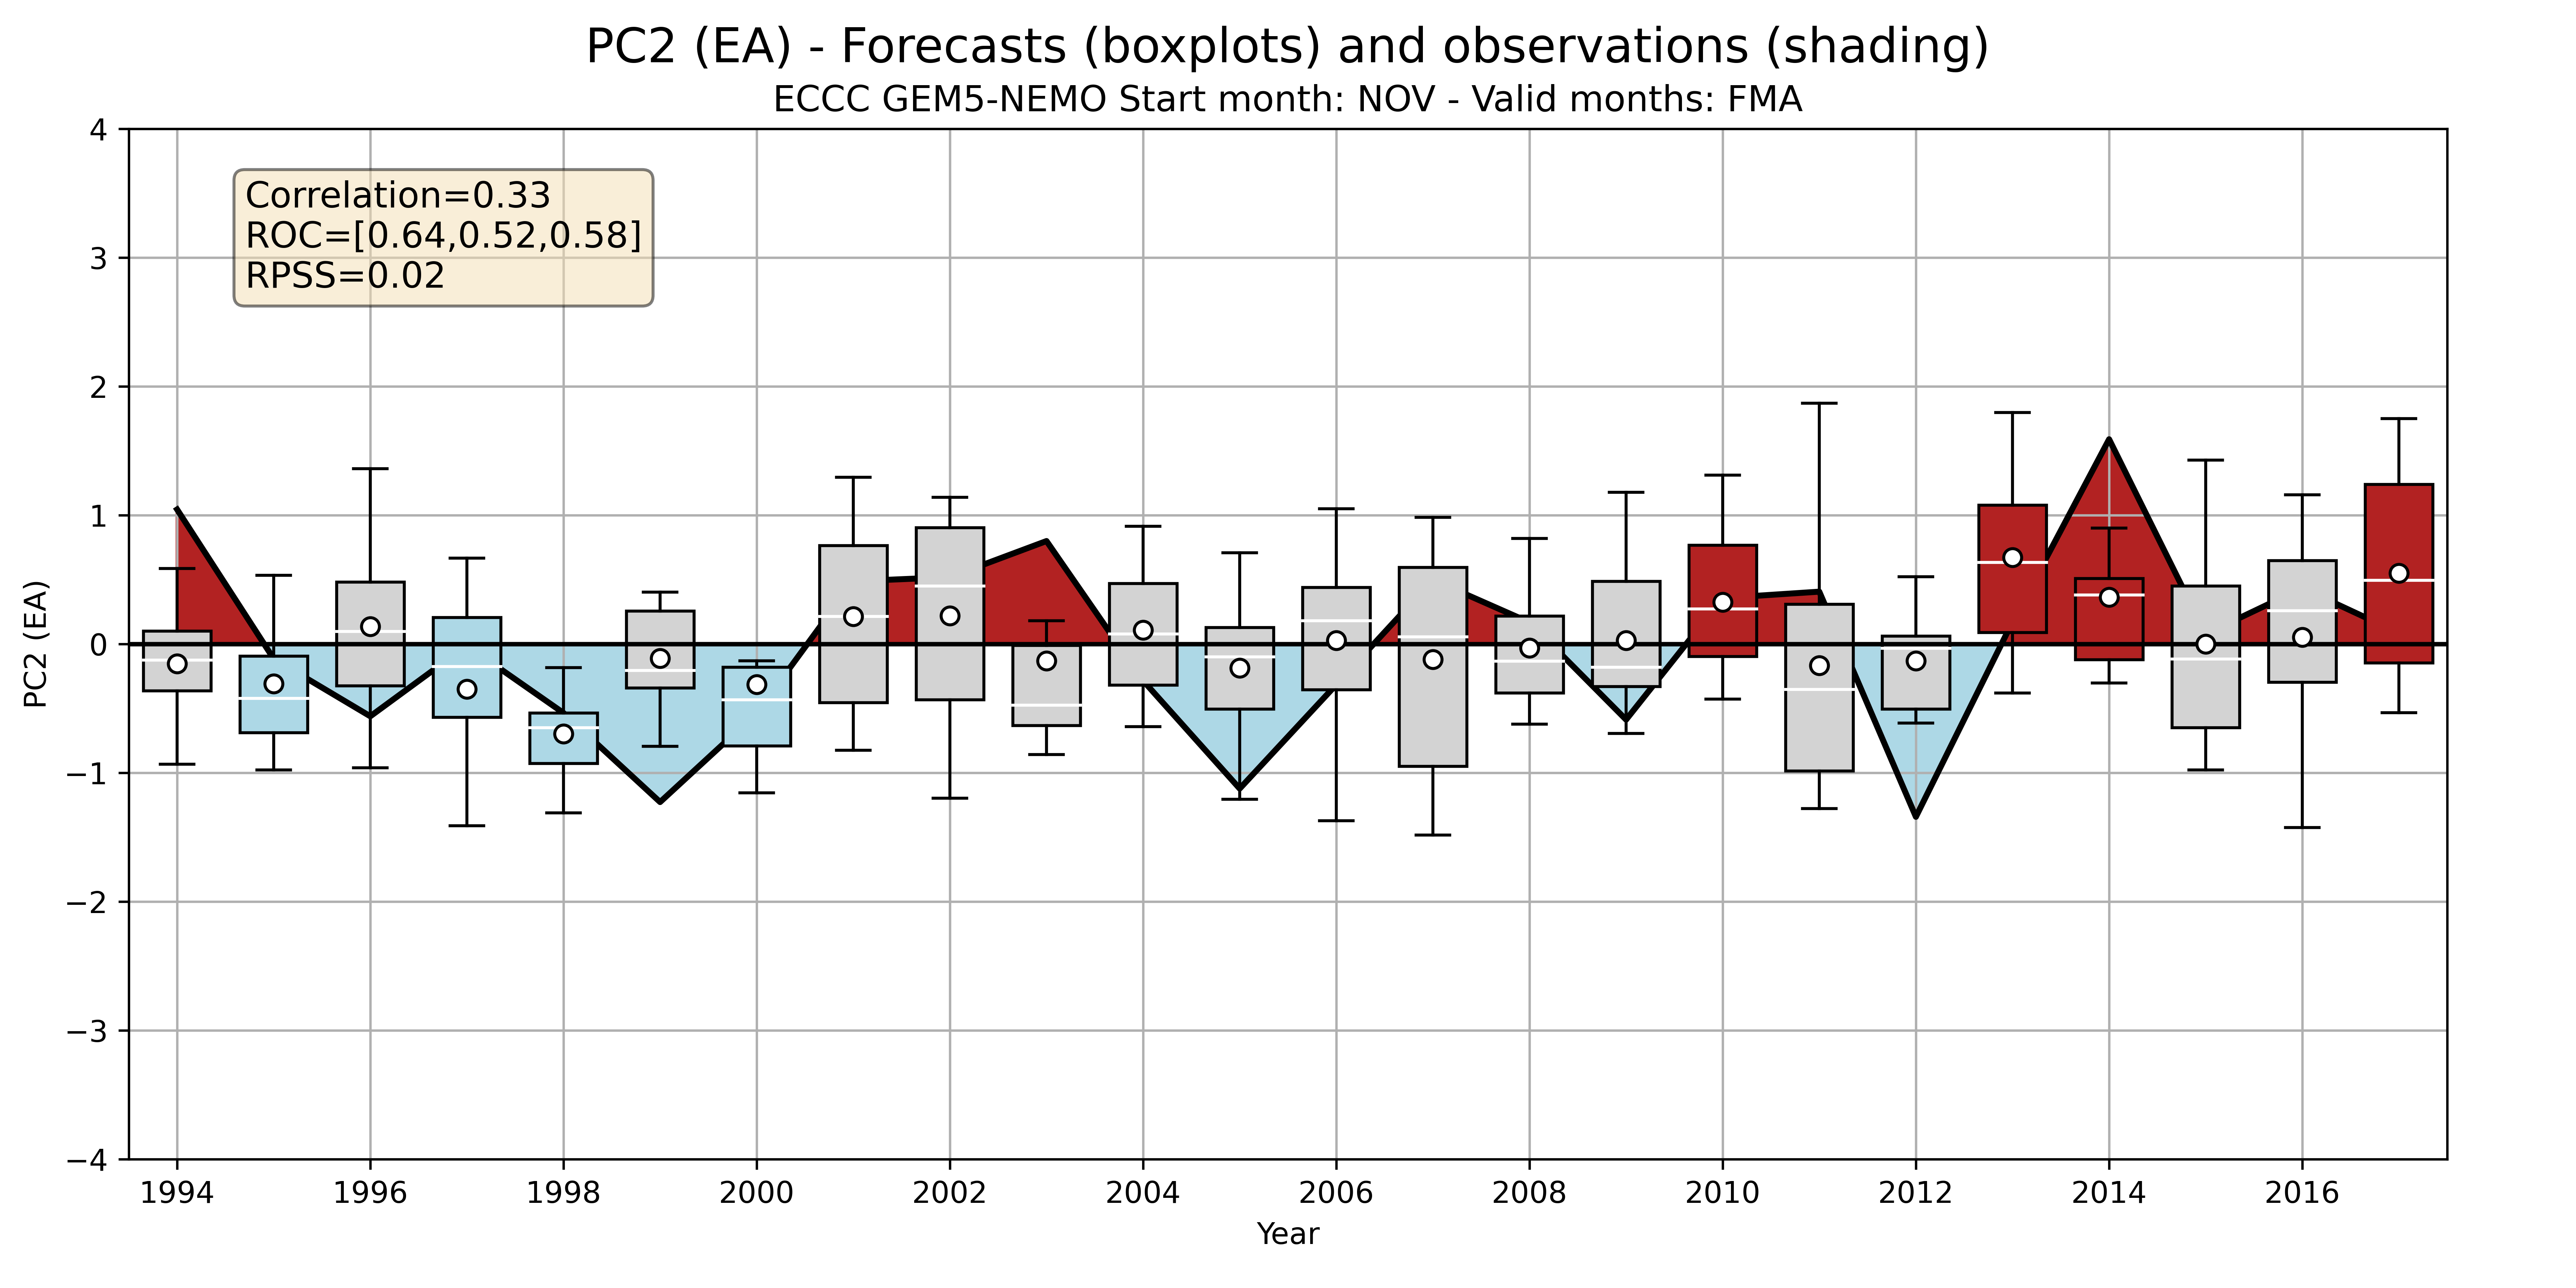 PC2 (EA) - Forecasts (boxplots) and observations (shading)
ECCC GEM5-NEMO Start month: NOV - Valid months: FMA
Correlation=0.33
ROC=[0.64,0.52,0.58]
RPSS=0.02
PC2 (EA)
4
3
2
1
0
−1
−2
−3
−4
1994 1996 1998 2000 2002 2004 2006 2008 2010 2012 2014 2016
Year